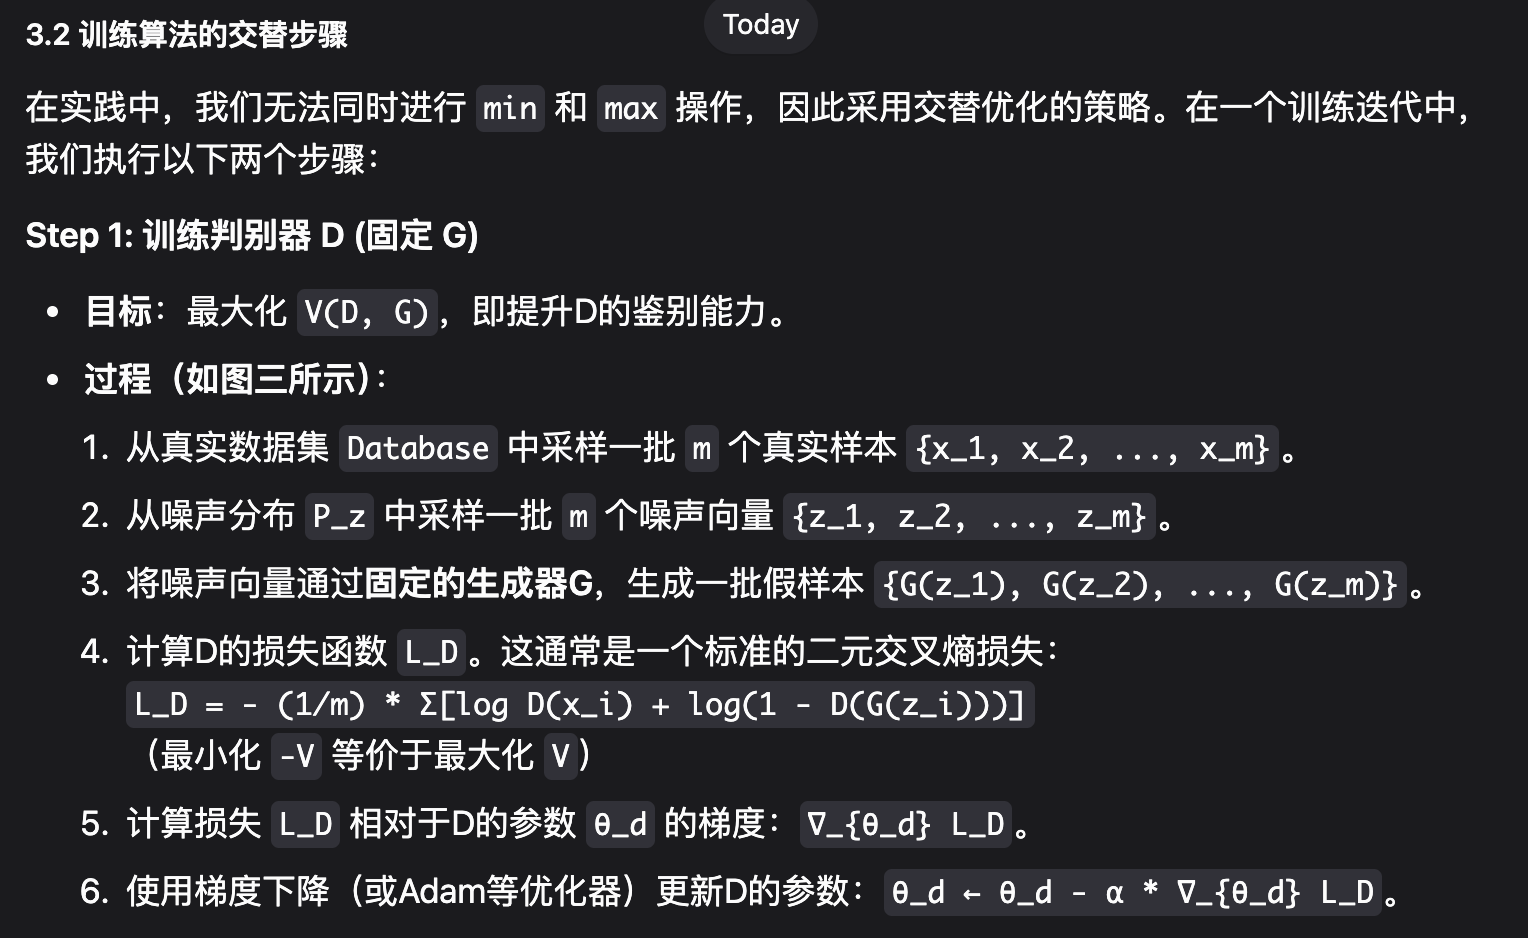 Today
3.2 训练算法的交替步骤
在实践中，我们无法同时进行 min 和 max 操作，因此采用交替优化的策略。在一个训练迭代中，
我们执行以下两个步骤：
Step 1: 训练判别器 D (固定 G)
• 目标：最大化 V(D, G)，即提升D的鉴别能力。
• 过程（如图三所示）：
1. 从真实数据集 Database 中采样一批 m 个真实样本 {x_1, x_2, ..., x_m}。
2. 从噪声分布 P_z 中采样一批 m 个噪声向量 {z_1, z_2, ..., z_m}。
3. 将噪声向量通过固定的生成器G，生成一批假样本 {G(z_1), G(z_2), ..., G(z_m)}。
4. 计算D的损失函数 L_D。这通常是一个标准的二元交叉熵损失：
L_D = - (1/m) * Σ[log D(x_i) + log(1 - D(G(z_i)))]
（最小化 -V 等价于最大化 V）
5. 计算损失 L_D 相对于D的参数 θ_d 的梯度： ∇_{θ_d} L_D。
6. 使用梯度下降（或Adam等优化器）更新D的参数： θ_d ← θ_d - α * ∇_{θ_d} L_D。